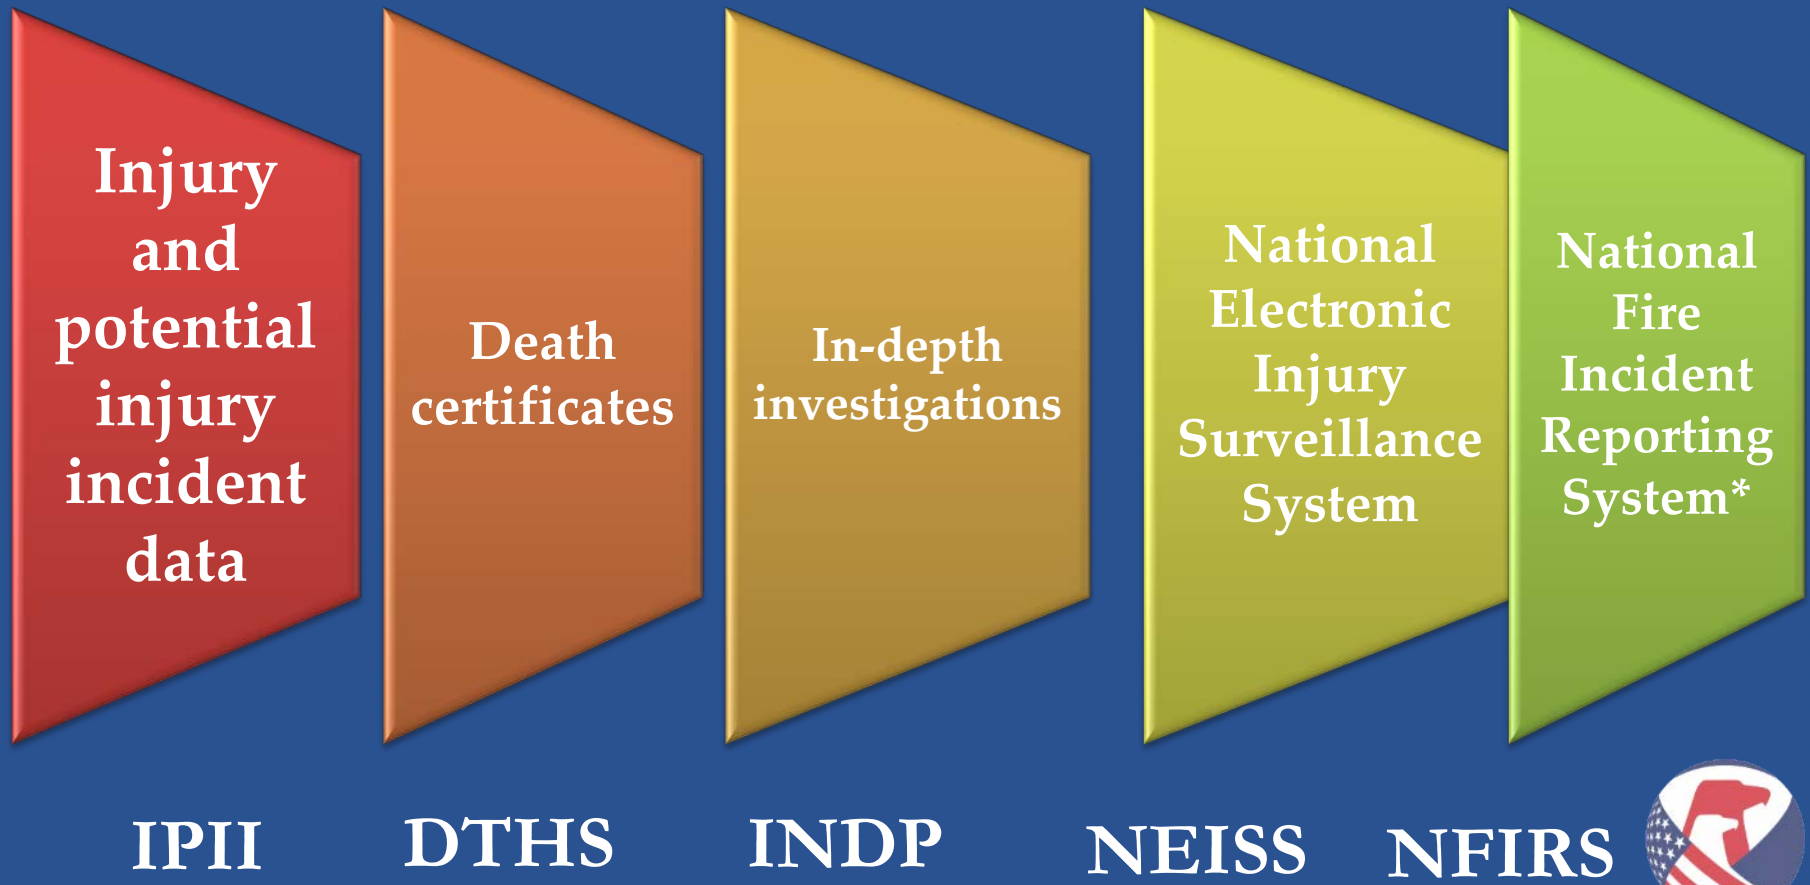 Injury
and
potential
injury
incident
data
Death
certificates
In-depth
investigations
National
Electronic
Injury
Surveillance
System
National
Fire
Incident
Reporting
System*
IPII
DTHS
INDP
NEISS
NFIRS